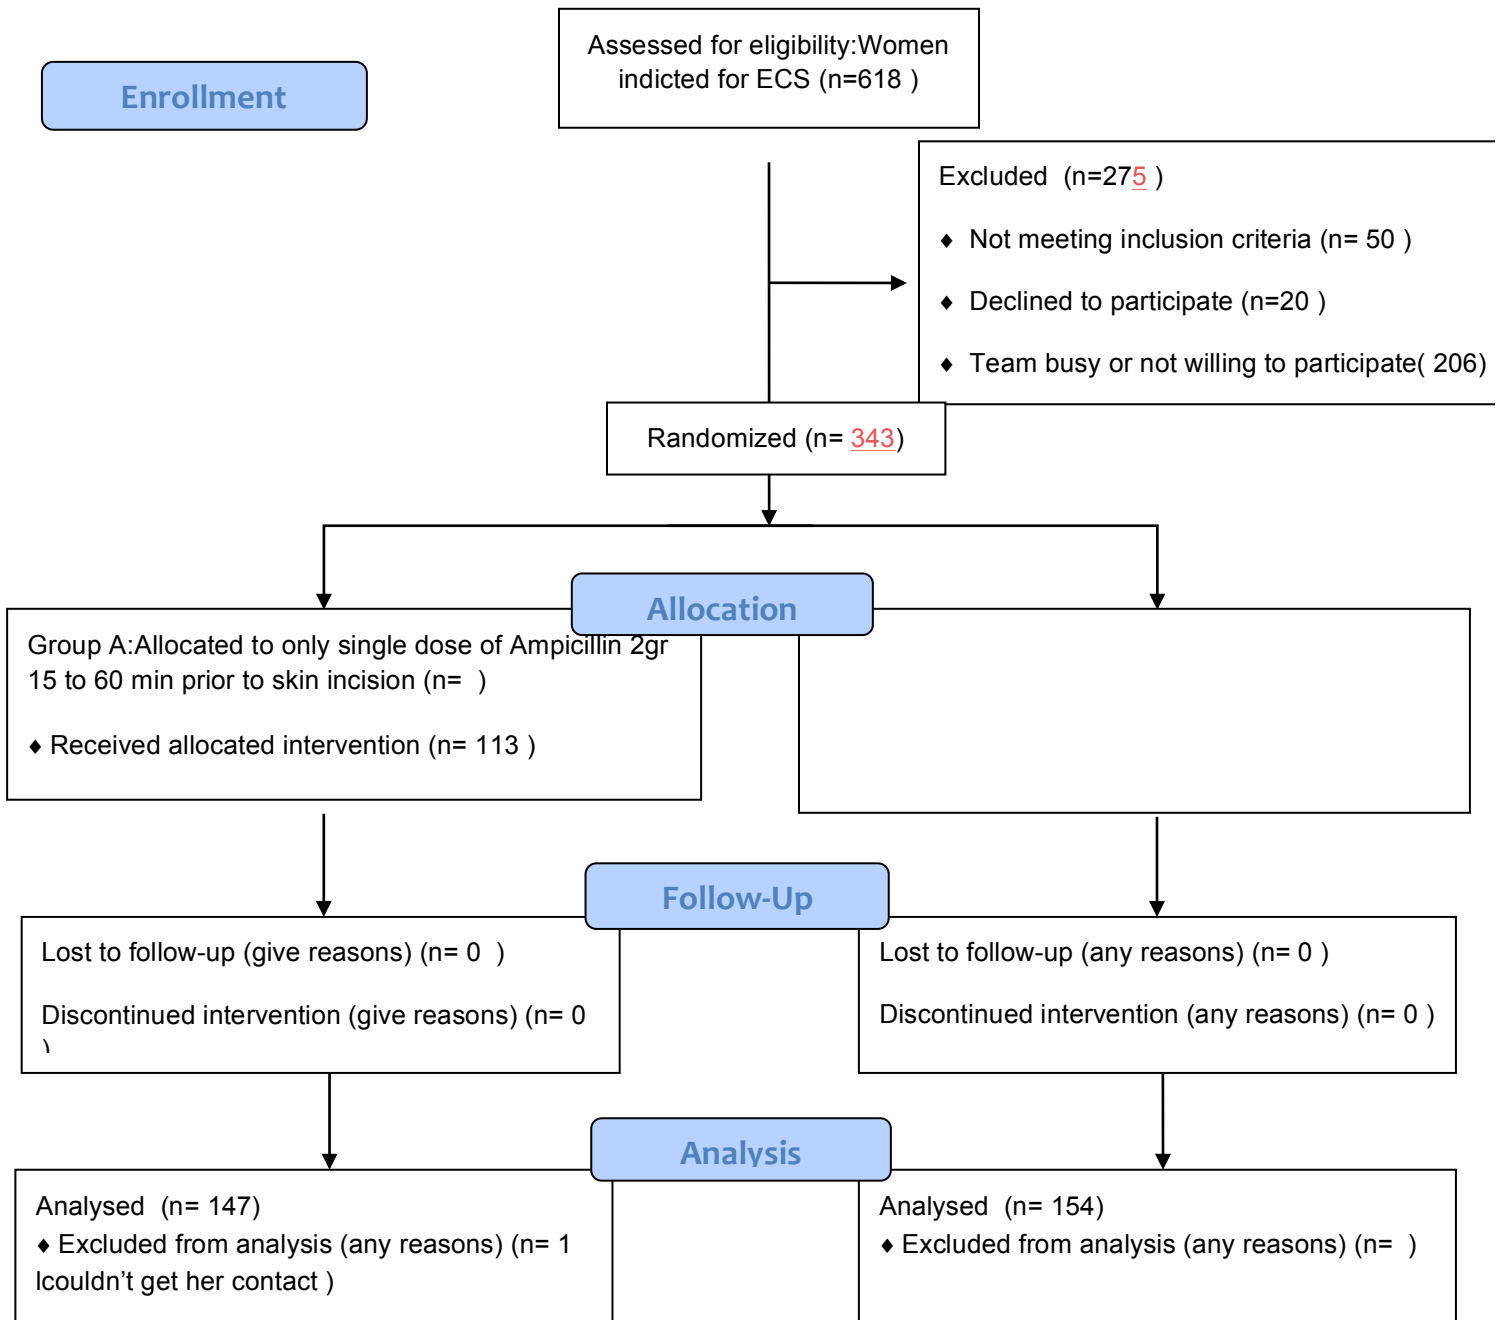 Enrollment
Assessed for eligibility:Women
indicted for ECS (n=618 )
Excluded  (n=275 )
♦ Not meeting inclusion criteria (n= 50 )
♦ Declined to participate (n=20 )
♦ Team busy or not willing to participate( 206)
Randomized (n= 343)
Allocation
Group A:Allocated to only single dose of Ampicillin 2gr
15 to 60 min prior to skin incision (n=  )
♦ Received allocated intervention (n= 113 )
Follow-Up
Lost to follow-up (give reasons) (n= 0  )
Discontinued intervention (give reasons) (n= 0
)
Lost to follow-up (any reasons) (n= 0 )
Discontinued intervention (any reasons) (n= 0 )
Analysis
Analysed  (n= 147)
♦ Excluded from analysis (any reasons) (n= 1
lcouldn’t get her contact )
Analysed  (n= 154)
♦ Excluded from analysis (any reasons) (n=  )